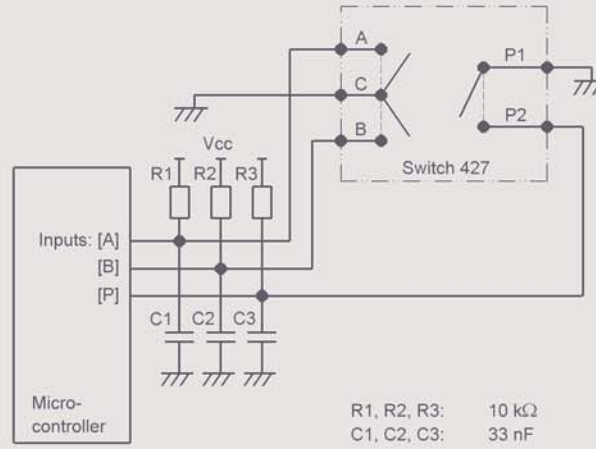 A
C
B
P1
P2
Switch 427
Vcc
R1 R2 R3
Inputs: [A]
[B]
[P]
C1 C2 C3
Micro-
controller
R1, R2, R3: 10 kΩ
C1, C2, C3: 33 nF